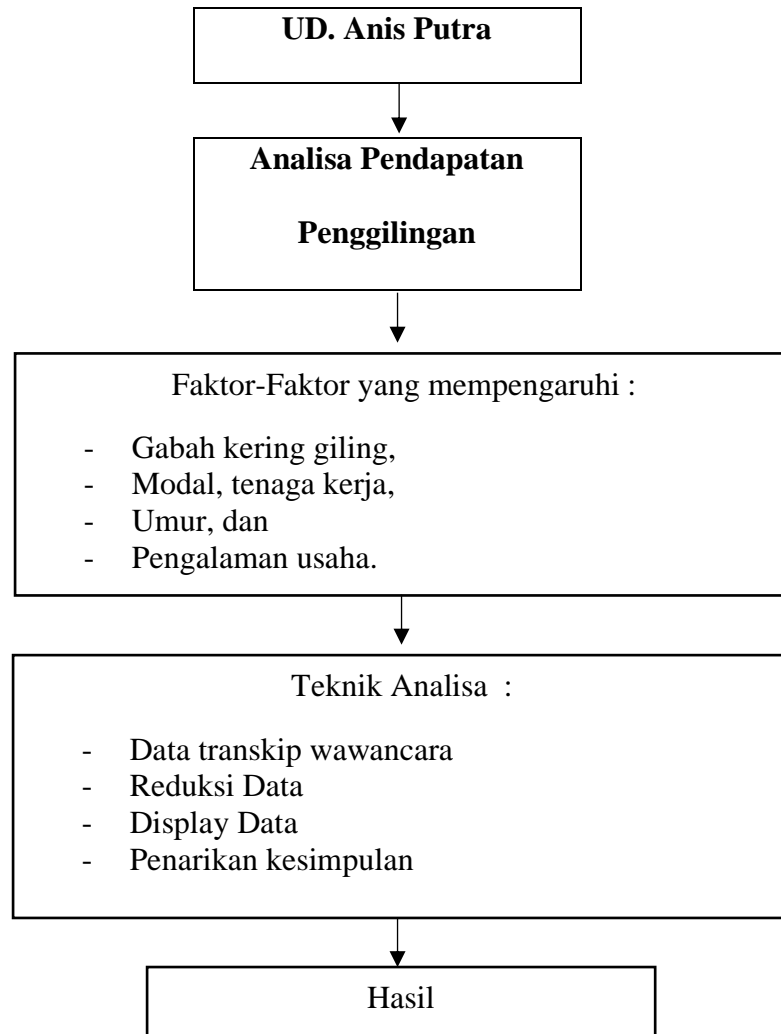 UD. Anis Putra
Analisa Pendapatan
Penggilingan
Faktor-Faktor yang mempengaruhi :
- Gabah kering giling,
- Modal, tenaga kerja,
- Umur, dan
- Pengalaman usaha.
Teknik Analisa :
- Data transkip wawancara
- Reduksi Data
- Display Data
- Penarikan kesimpulan
Hasil